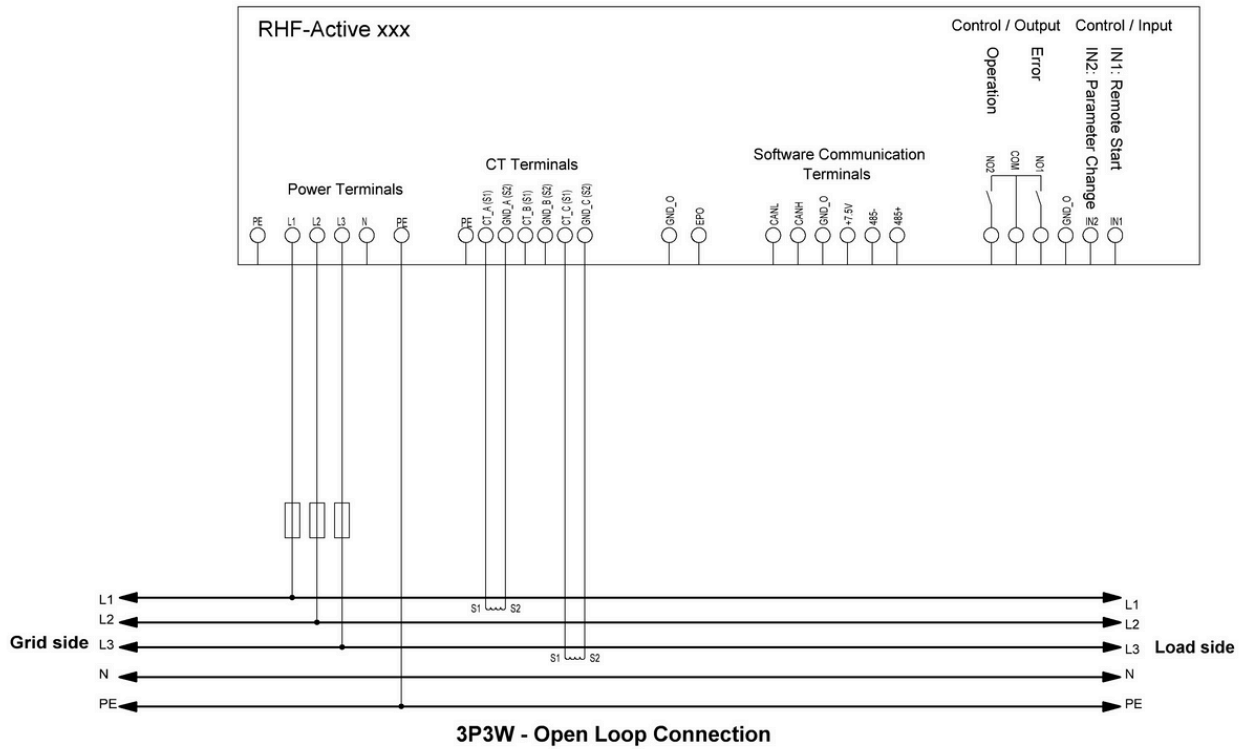 RHF-Active xxx
Control / Output
Control / Input
Operation
Error
IN2: Parameter Change
IN1: Remote Start
Power Terminals
CT Terminals
Software Communication
Terminals
PE
L1
L2
L3
N
PE
PE
CT_A (S1)
GND_A (S2)
CT_B (S1)
GND_B (S2)
CT_C (S1)
GND_C (S2)
GND_O
EPO
CANL
CANH
GND_O
+7.5V
485-
485+
NO2
COM
NO1
GND_O
IN2
IN1
S1 S2
S1 S2
Grid side
L1
L2
L3
N
PE
L1
L2
L3
N
PE
Load side
3P3W - Open Loop Connection